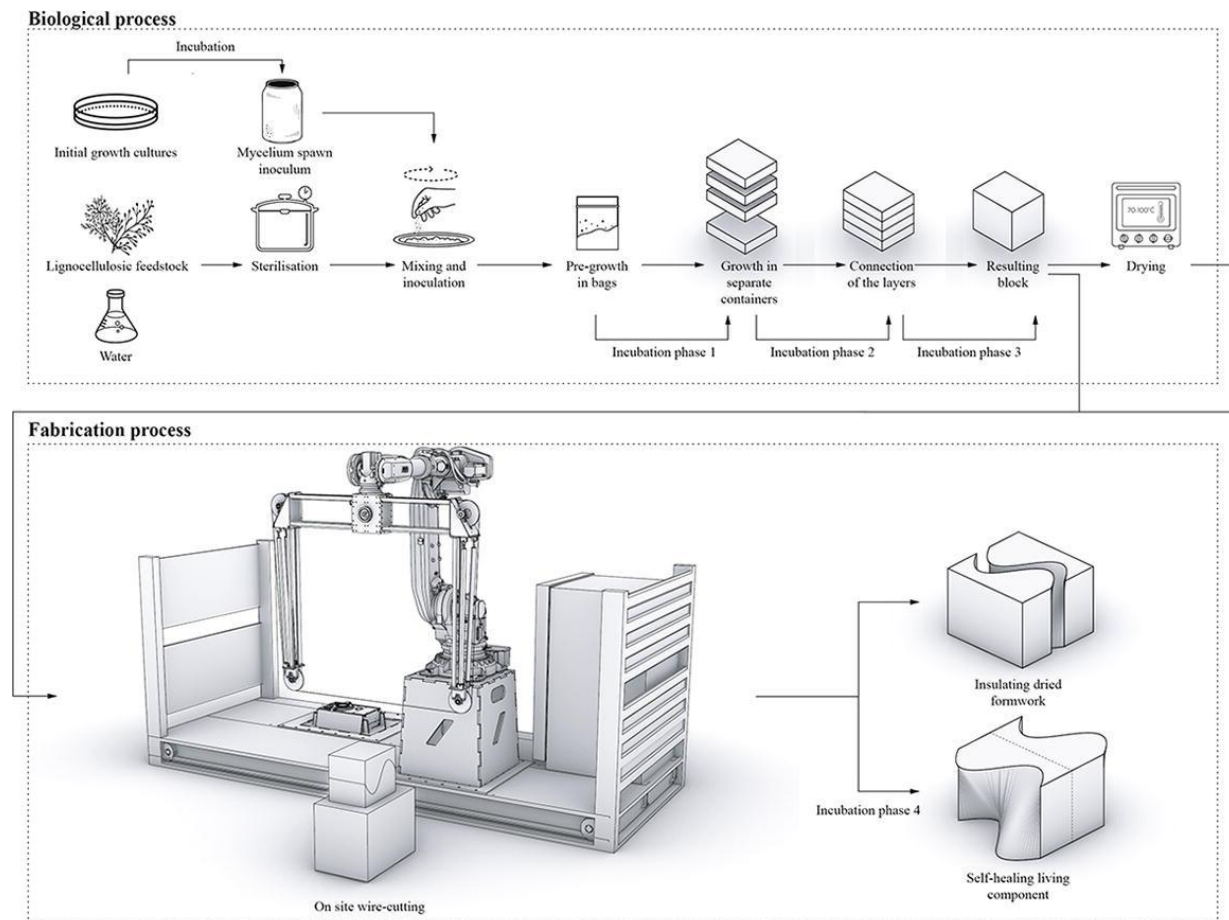 Biological process
Incubation
Initial growth cultures
Mycelium spawn
inoculum
Lignocellulosic feedstock
Sterilisation
Mixing and
inoculation
Pre-growth
in bags
Growth in
separate
containers
Connection
of the layers
Resulting
block
70-100°C
Drying
Water
Incubation phase 1
Incubation phase 2
Incubation phase 3
Fabrication process
Insulating dried
formwork
Incubation phase 4
Self-healing living
component
On site wire-cutting